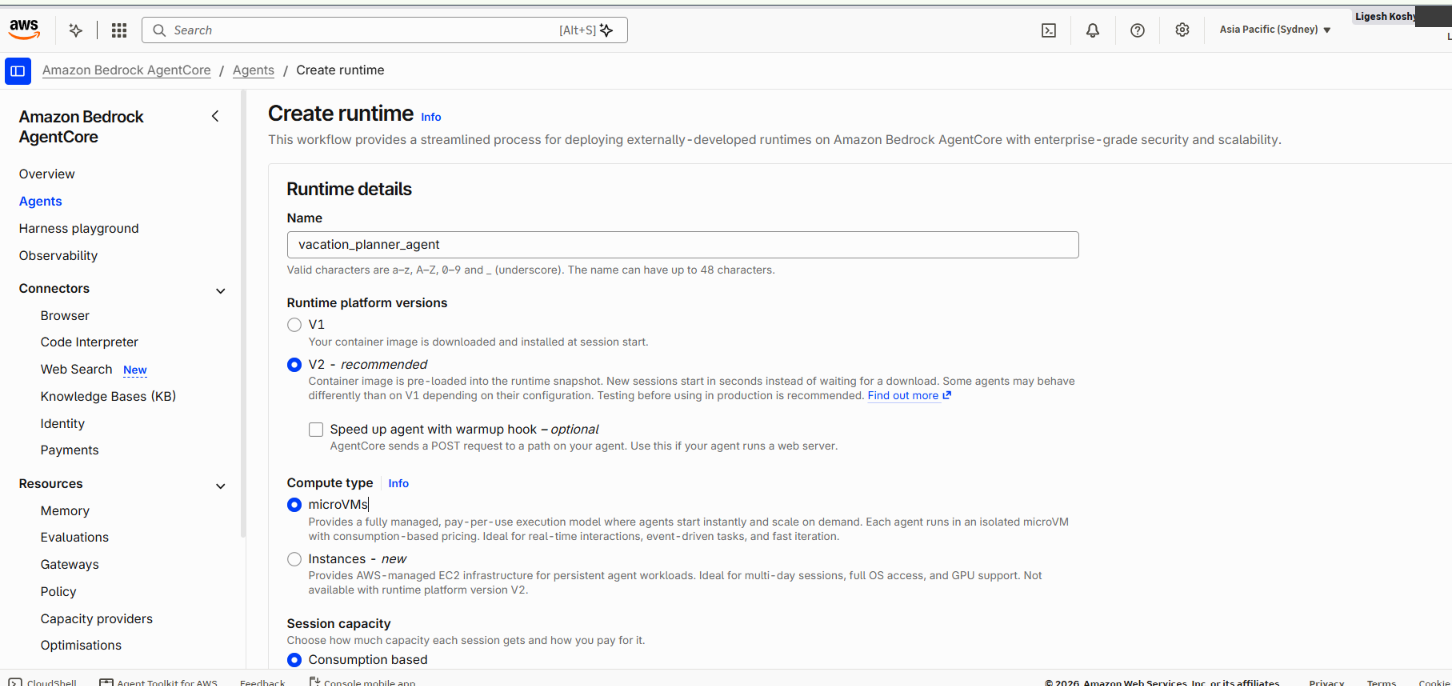 aws
Search [Alt+S]
Asia Pacific (Sydney)
Ligesh Koshy
Amazon Bedrock AgentCore / Agents / Create runtime
Amazon Bedrock AgentCore
Overview
Agents
Harness playground
Observability
Connectors
Browser
Code Interpreter
Web Search New
Knowledge Bases (KB)
Identity
Payments
Resources
Memory
Evaluations
Gateways
Policy
Capacity providers
Optimisations
Create runtime Info
This workflow provides a streamlined process for deploying externally-developed runtimes on Amazon Bedrock AgentCore with enterprise-grade security and scalability.
Runtime details
Name
vacation_planner_agent
Valid characters are a–z, A–Z, 0–9 and _ (underscore). The name can have up to 48 characters.
Runtime platform versions
V1
Your container image is downloaded and installed at session start.
V2 - recommended
Container image is pre-loaded into the runtime snapshot. New sessions start in seconds instead of waiting for a download. Some agents may behave
differently than on V1 depending on their configuration. Testing before using in production is recommended. Find out more
Speed up agent with warmup hook – optional
AgentCore sends a POST request to a path on your agent. Use this if your agent runs a web server.
Compute type Info
microVMs
Provides a fully managed, pay-per-use execution model where agents start instantly and scale on demand. Each agent runs in an isolated microVM
with consumption-based pricing. Ideal for real-time interactions, event-driven tasks, and fast iteration.
Instances - new
Provides AWS-managed EC2 infrastructure for persistent agent workloads. Ideal for multi-day sessions, full OS access, and GPU support. Not
available with runtime platform version V2.
Session capacity
Choose how much capacity each session gets and how you pay for it.
Consumption based
CloudShell Agent Toolkit for AWS Feedback Console mobile app © 2026, Amazon Web Services, Inc. or its affiliates. Privacy Terms Cookie